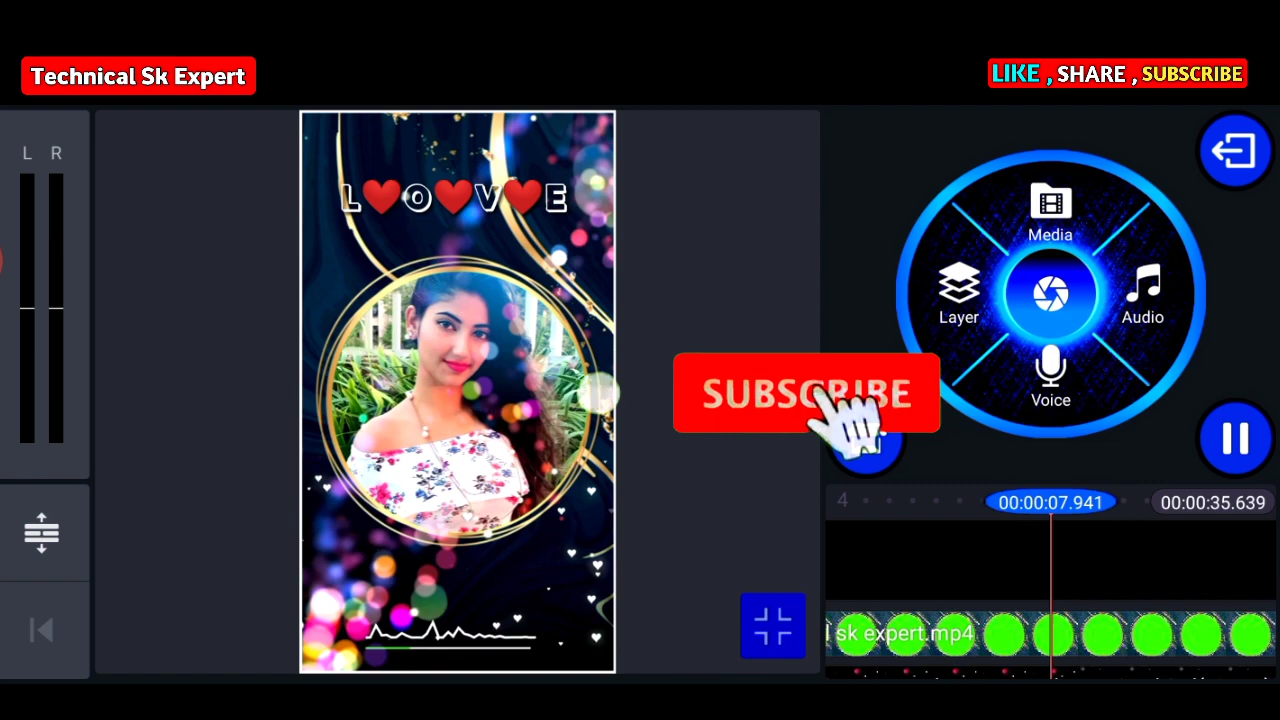 Technical Sk Expert
LIKE , SHARE , SUBSCRIBE
L R
L❤️O❤️V❤️E
Media
Layer
Audio
Voice
SUBSCRIBE
4
00:00:07.941
00:00:35.639
sk expert.mp4